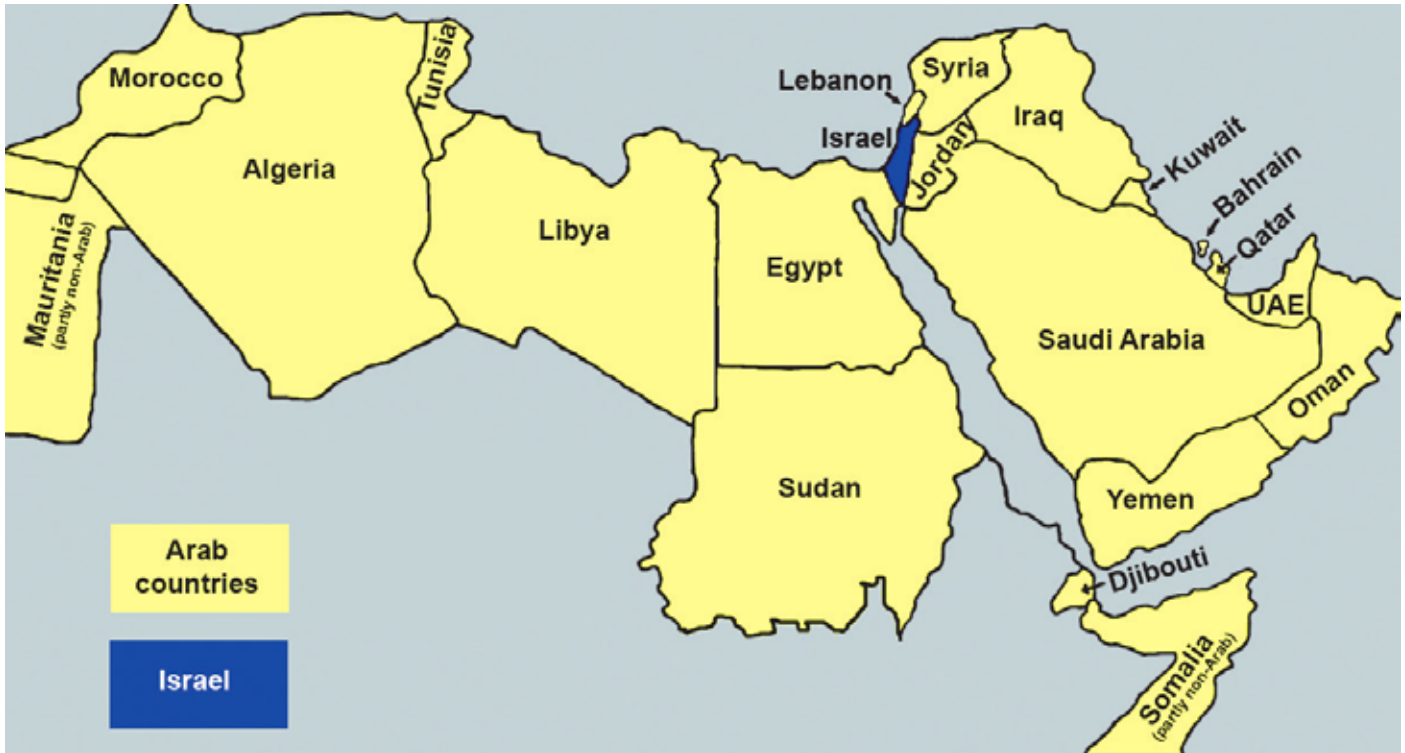 Morocco
Tunisia
Algeria
Libya
Mauritania
(partly non-Arab)
Egypt
Sudan
Lebanon
Israel
Syria
Jordan
Iraq
Kuwait
Bahrain
Qatar
UAE
Saudi Arabia
Oman
Yemen
Djibouti
Somalia
(partly non-Arab)
Arab
countries
Israel